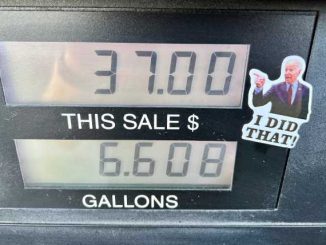 37.00
THIS SALE $
I DID
THAT!
6.608
GALLONS